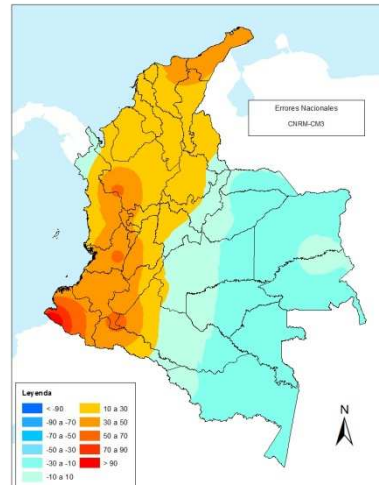 Errores Nacionales
CNRM-CM3
Leyenda
< -90
-90 a -70
-70 a -50
-50 a -30
-30 a -10
-10 a 10
10 a 30
30 a 50
50 a 70
70 a 90
> 90
N